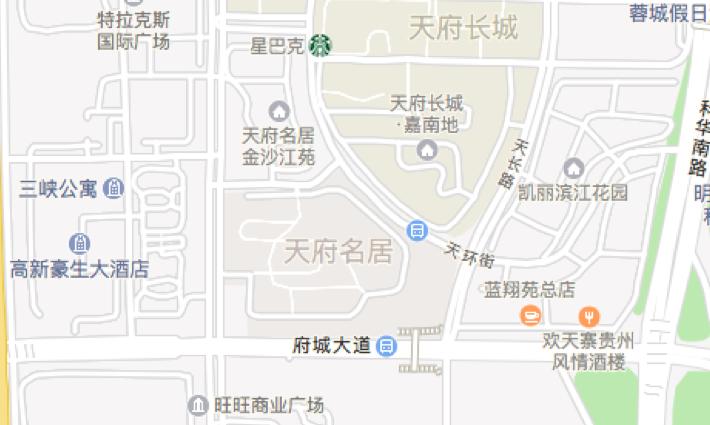 特拉克斯
国际广场
星巴克
天府长城
蓉城假日
天府长城
·嘉南地
天府名居
金沙江苑
天长路
科华南路
三峡公寓
凯丽滨江花园
明
高新豪生大酒店
天府名居
天环街
蓝翔苑总店
府城大道
欢天寨贵州
风情酒楼
旺旺商业广场